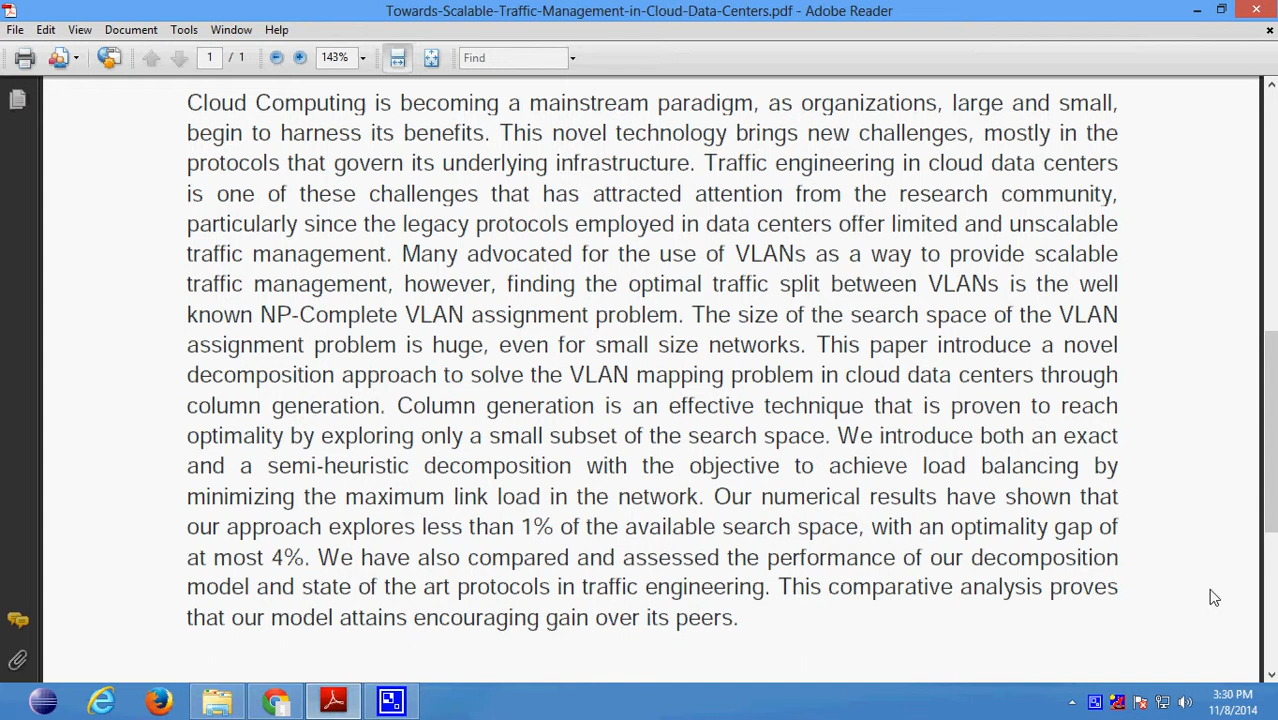 Towards-Scalable-Traffic-Management-in-Cloud-Data-Centers.pdf - Adobe Reader
File Edit View Document Tools Window Help
1 / 1 143% Find
Cloud Computing is becoming a mainstream paradigm, as organizations, large and small,
begin to harness its benefits. This novel technology brings new challenges, mostly in the
protocols that govern its underlying infrastructure. Traffic engineering in cloud data centers
is one of these challenges that has attracted attention from the research community,
particularly since the legacy protocols employed in data centers offer limited and unscalable
traffic management. Many advocated for the use of VLANs as a way to provide scalable
traffic management, however, finding the optimal traffic split between VLANs is the well
known NP-Complete VLAN assignment problem. The size of the search space of the VLAN
assignment problem is huge, even for small size networks. This paper introduce a novel
decomposition approach to solve the VLAN mapping problem in cloud data centers through
column generation. Column generation is an effective technique that is proven to reach
optimality by exploring only a small subset of the search space. We introduce both an exact
and a semi-heuristic decomposition with the objective to achieve load balancing by
minimizing the maximum link load in the network. Our numerical results have shown that
our approach explores less than 1% of the available search space, with an optimality gap of
at most 4%. We have also compared and assessed the performance of our decomposition
model and state of the art protocols in traffic engineering. This comparative analysis proves
that our model attains encouraging gain over its peers.
3:30 PM
11/8/2014